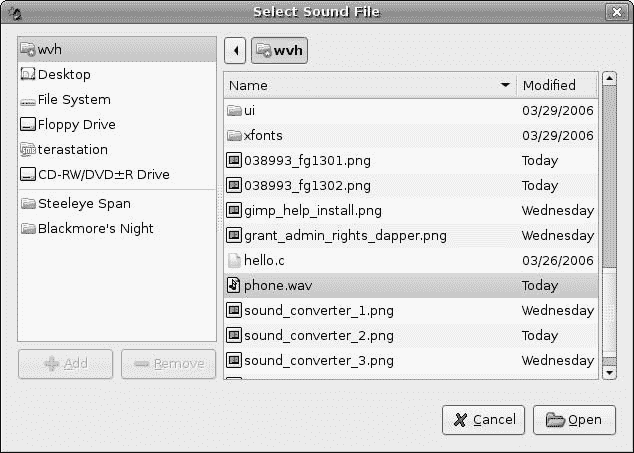 Select Sound File
wvh
Desktop
File System
Floppy Drive
terastation
CD-RW/DVD±R Drive
Steeleye Span
Blackmore's Night
Add
Remove
wvh
Name Modified
ui 03/29/2006
xfonts 03/29/2006
038993_fg1301.png Today
038993_fg1302.png Today
gimp_help_install.png Wednesday
grant_admin_rights_dapper.png Wednesday
hello.c 03/26/2006
phone.wav Today
sound_converter_1.png Wednesday
sound_converter_2.png Today
sound_converter_3.png Wednesday
Cancel
Open